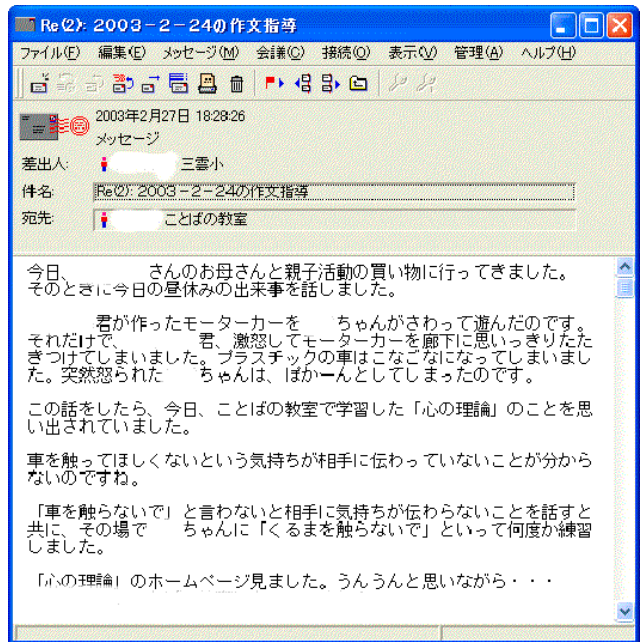 Re(2): 2003－2－24の作文指導
ファイル(F) 編集(E) メッセージ(M) 会議(C) 接続(O) 表示(V) 管理(A) ヘルプ(H)
2003年2月27日 18:28:26
メッセージ
差出人: 三雲小
件名: Re(2): 2003－2－24の作文指導
宛先: ことばの教室
今日、 さんのお母さんと親子活動の買い物に行ってきました。
そのときに今日の昼休みの出来事を話しました。
君が作ったモーターカーを ちゃんがさわって遊んだのです。
それだけで、 君、激怒してモーターカーを廊下に思いっきりたた
きつけてしまいました。プラスチックの車はこなごなになってしまいまし
た。突然怒られた ちゃんは、ぽかーんとしてしまったのです。
この話をしたら、今日、ことばの教室で学習した「心の理論」のことを思
い出されていました。
車を触ってほしくないという気持ちが相手に伝わっていないことが分から
ないのですね。
「車を触らないで」と言わないと相手に気持ちが伝わらないことを話すと
共に、その場で ちゃんに「くるまを触らないで」といって何度か練習
しました。
「心の理論」のホームページ見ました。うんうんと思いながら・・・